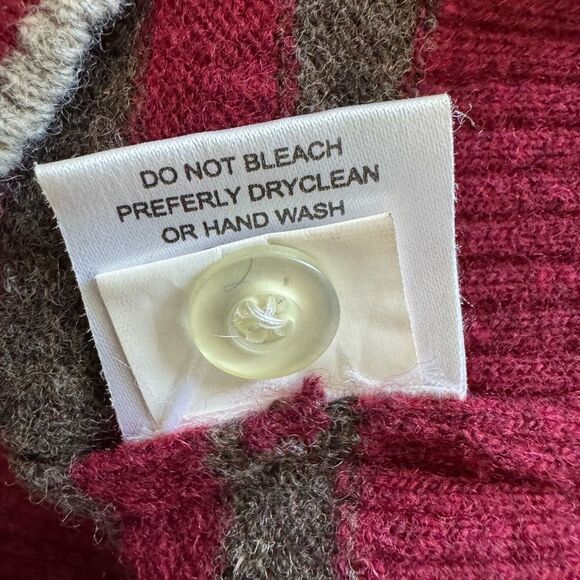 DO NOT BLEACH
PREFERLY DRYCLEAN
OR HAND WASH